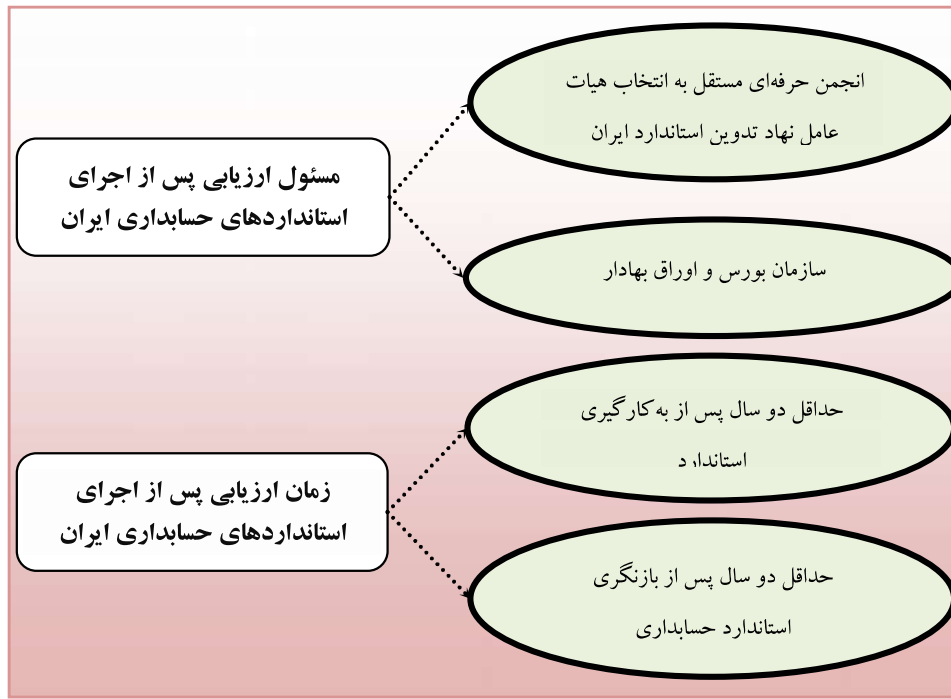 انجمن حرفه‌ای مستقل به انتخاب هیات
عامل نهاد تدوین استاندارد ایران
مسئول ارزیابی پس از اجرای
استانداردهای حسابداری ایران
سازمان بورس و اوراق بهادار
حداقل دو سال پس از به‌کارگیری
استاندارد
زمان ارزیابی پس از اجرای
استانداردهای حسابداری ایران
حداقل دو سال پس از بازنگری
استاندارد حسابداری